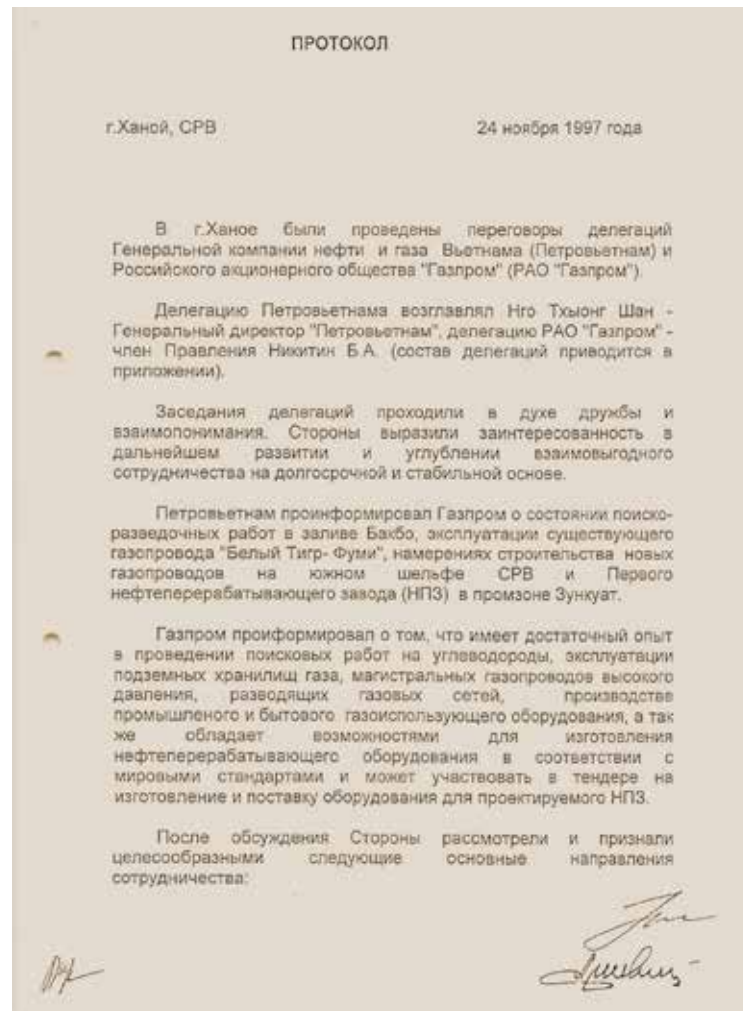 ПРОТОКОЛ
г.Ханой, СРВ 24 ноября 1997 года
В г.Ханое были проведены переговоры делегаций
Генеральной компании нефти и газа Вьетнама (Петровьетнам) и
Российского акционерного общества "Газпром" (РАО "Газпром").
Делегацию Петровьетнама возглавлял Нго Тхыонг Шан -
Генеральный директор "Петровьетнам", делегацию РАО "Газпром" -
член Правления Никитин Б.А. (состав делегаций приводится в
приложении).
Заседания делегаций проходили в духе дружбы и
взаимопонимания. Стороны выразили заинтересованность в
дальнейшем развитии и углублении взаимовыгодного
сотрудничества на долгосрочной и стабильной основе.
Петровьетнам проинформировал Газпром о состоянии поиско-
разведочных работ в заливе Бакбо, эксплуатации существующего
газопровода "Белый Тигр- Фуми", намерениях строительства новых
газопроводов на южном шельфе СРВ и Первого
нефтеперерабатывающего завода (НПЗ) в промзоне Зункуат.
Газпром проиформировал о том, что имеет достаточный опыт
в проведении поисковых работ на углеводороды, эксплуатации
подземных хранилищ газа, магистральных газопроводов высокого
давления, разводящих газовых сетей, производстве
промышленого и бытового газоиспользующего оборудования, а так
же обладает возможностями для изготовления
нефтеперерабатывающего оборудования в соответствии с
мировыми стандартами и может участвовать в тендере на
изготовление и поставку оборудования для проектируемого НПЗ.
После обсуждения Стороны рассмотрели и признали
целесообразными следующие основные направления
сотрудничества: